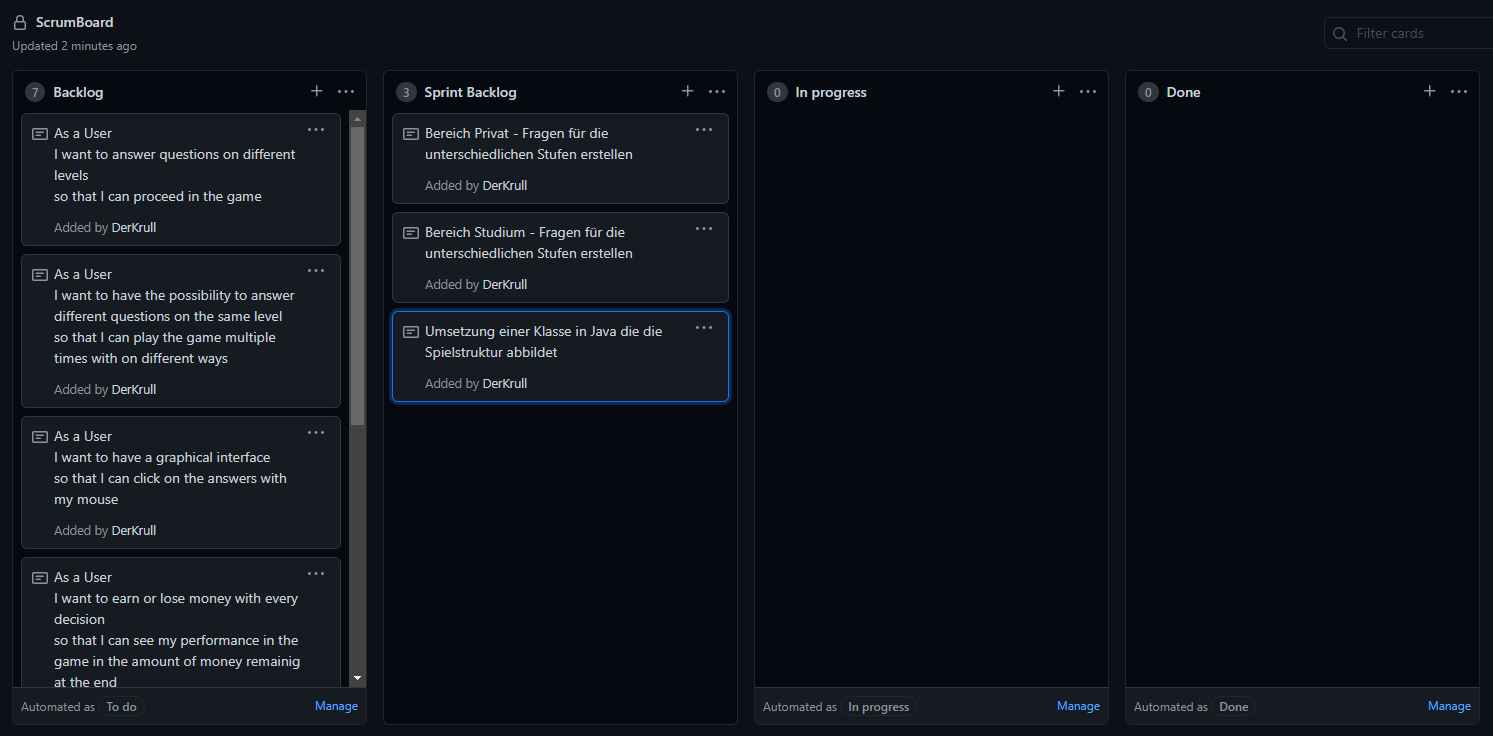 ScrumBoard
Updated 2 minutes ago
Filter cards
7 Backlog
As a User
I want to answer questions on different
levels
so that I can proceed in the game
Added by DerKrull
As a User
I want to have the possibility to answer
different questions on the same level
so that I can play the game multiple
times with on different ways
Added by DerKrull
As a User
I want to have a graphical interface
so that I can click on the answers with
my mouse
Added by DerKrull
As a User
I want to earn or lose money with every
decision
so that I can see my performance in the
game in the amount of money remainig
at the end
Automated as To do
Manage
3 Sprint Backlog
Bereich Privat - Fragen für die
unterschiedlichen Stufen erstellen
Added by DerKrull
Bereich Studium - Fragen für die
unterschiedlichen Stufen erstellen
Added by DerKrull
Umsetzung einer Klasse in Java die die
Spielstruktur abbildet
Added by DerKrull
0 In progress
Automated as In progress
Manage
0 Done
Automated as Done
Manage